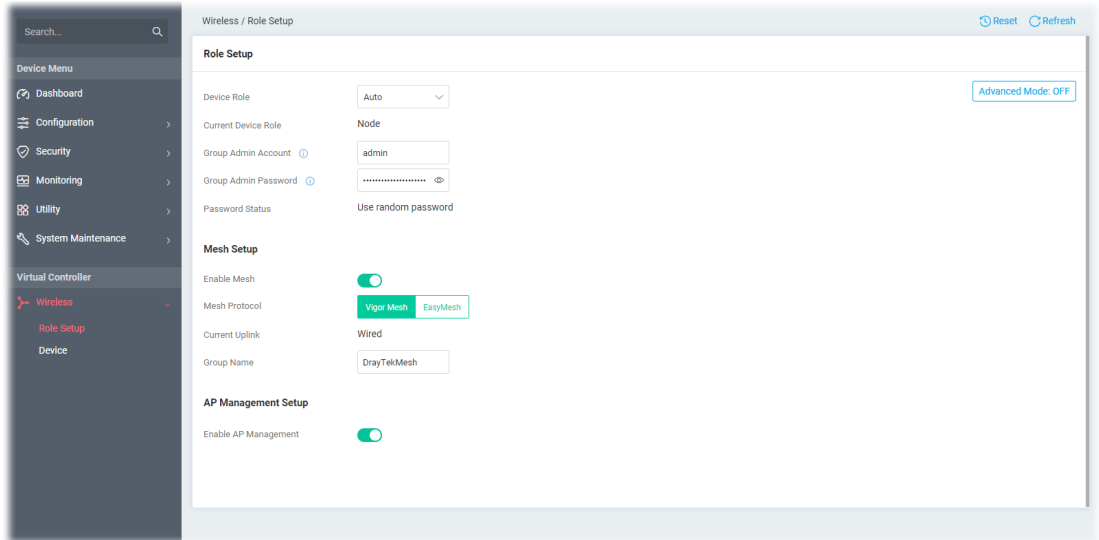 Search...
Device Menu
Dashboard
Configuration
Security
Monitoring
Utility
System Maintenance
Virtual Controller
Wireless
Role Setup
Device
Wireless / Role Setup
Reset Refresh
Role Setup
Advanced Mode: OFF
Device Role Auto
Current Device Role Node
Group Admin Account admin
Group Admin Password ••••••••••••••••••••
Password Status Use random password
Mesh Setup
Enable Mesh
Mesh Protocol Vigor Mesh EasyMesh
Current Uplink Wired
Group Name DrayTekMesh
AP Management Setup
Enable AP Management